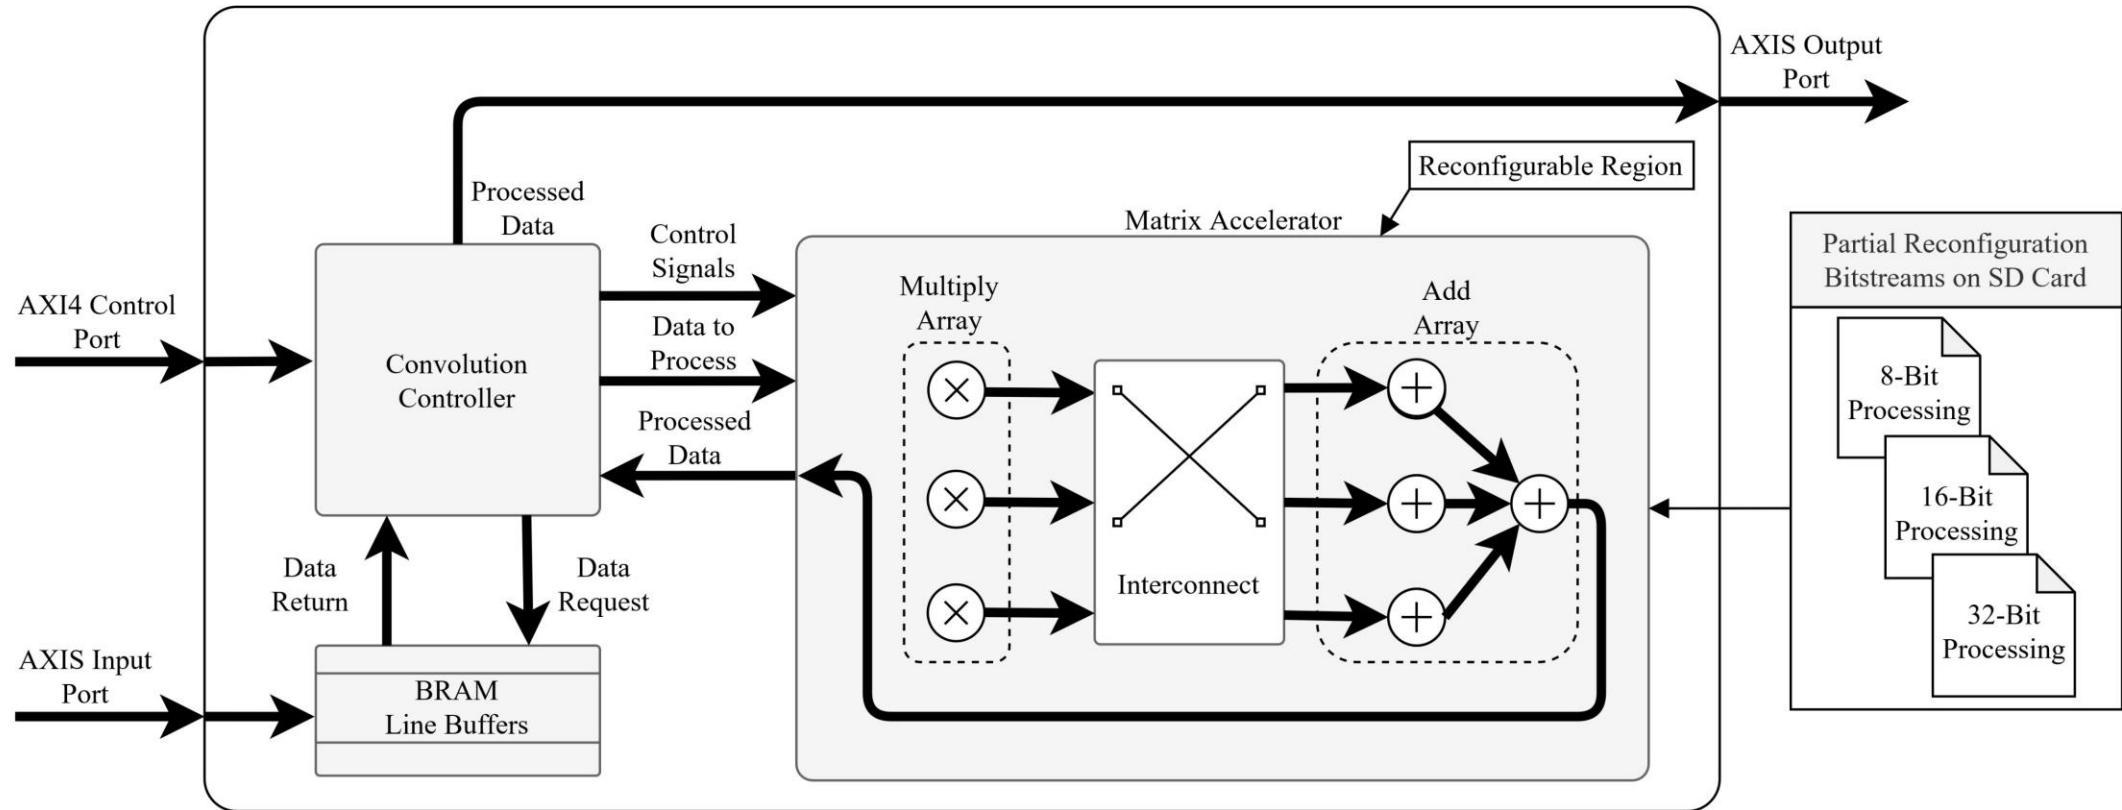 AXIS Output
Port
Reconfigurable Region
Processed
Data
Control
Signals
Matrix Accelerator
Partial Reconfiguration
Bitstreams on SD Card
AXI4 Control
Port
Convolution
Controller
Data to
Process
Processed
Data
Multiply
Array
Add
Array
Interconnect
8-Bit
Processing
16-Bit
Processing
32-Bit
Processing
Data
Return
Data
Request
AXIS Input
Port
BRAM
Line Buffers